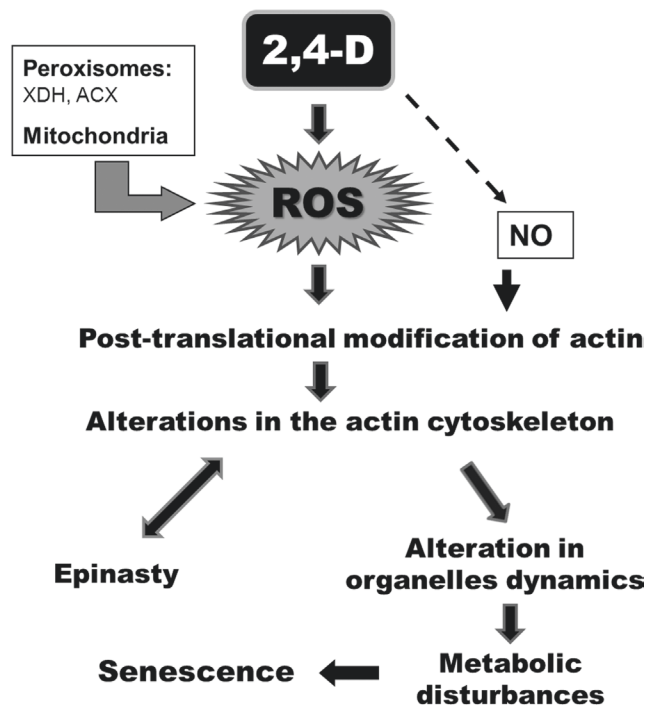 2,4-D
Peroxisomes:
XDH, ACX
Mitochondria
ROS
NO
Post-translational modification of actin
Alterations in the actin cytoskeleton
Epinasty
Alteration in
organelles dynamics
Metabolic
disturbances
Senescence